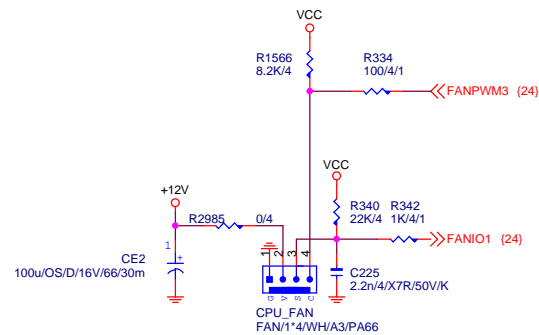 VCC
R1566
8.2K/4
R334
100/4/1
FANPWM3 {24}
VCC
+12V
R2985
0/4
R340
22K/4
R342
1K/4/1
FANIO1 {24}
1
+
CE2
100u/OS/D/16V/66/30m
1
2
3
4
G
V
S
C
C225
2.2n/4/X7R/50V/K
CPU_FAN
FAN/1*4/WH/A3/PA66